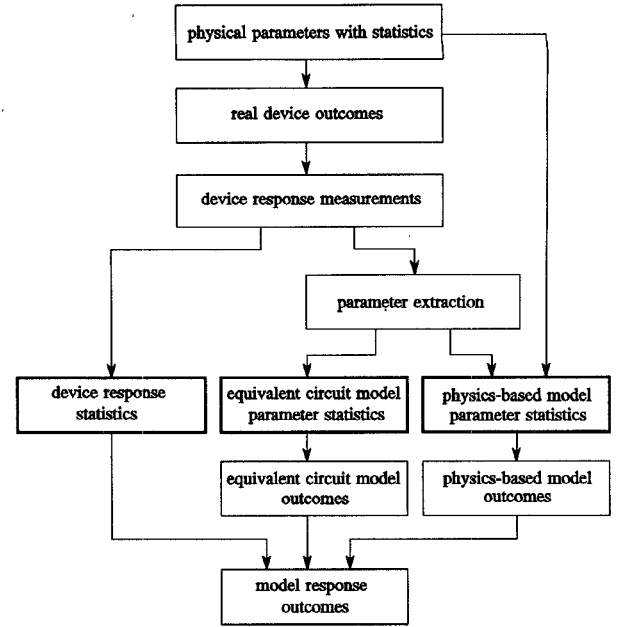 physical parameters with statistics
real device outcomes
device response measurements
parameter extraction
device response
statistics
equivalent circuit model
parameter statistics
physics-based model
parameter statistics
equivalent circuit model
outcomes
physics-based model
outcomes
model response
outcomes